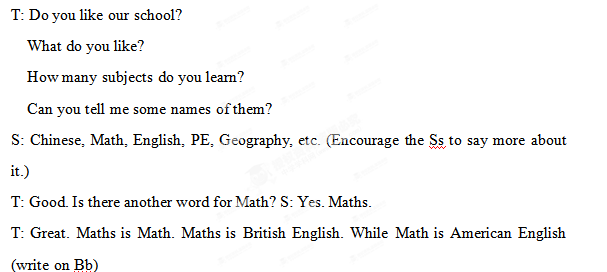 T: Do you like our school?
What do you like?
How many subjects do you learn?
Can you tell me some names of them?
S: Chinese, Math, English, PE, Geography, etc. (Encourage the Ss to say more about
it.)
T: Good. Is there another word for Math? S: Yes. Maths.
T: Great. Maths is Math. Maths is British English. While Math is American English
(write on Bb)